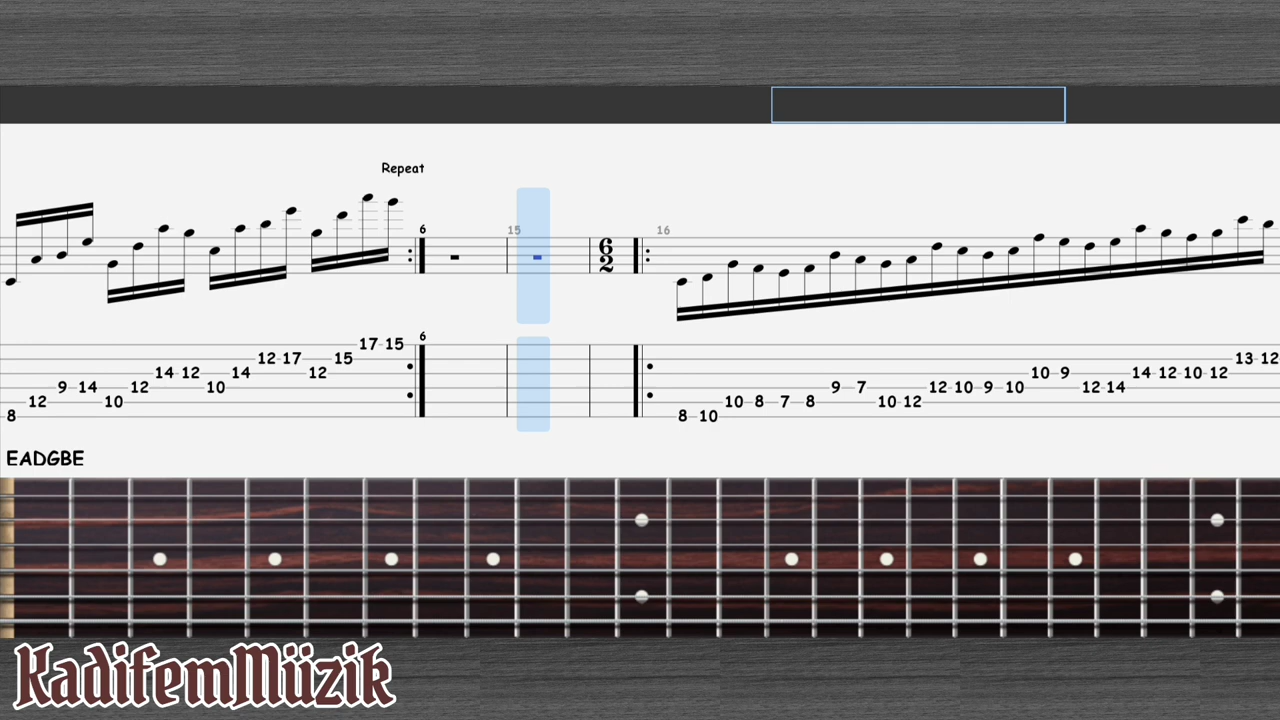 Repeat
6
15
16
6
2
6
17 15 13 12
12 17 15
14 12 14 12 10 9 14 12 10 12
9 14 12 10 9 7 12 10 9 10 12 14
12 10 10 8 7 8 10 12
8 8 10
EADGBE
KadifemMüzik